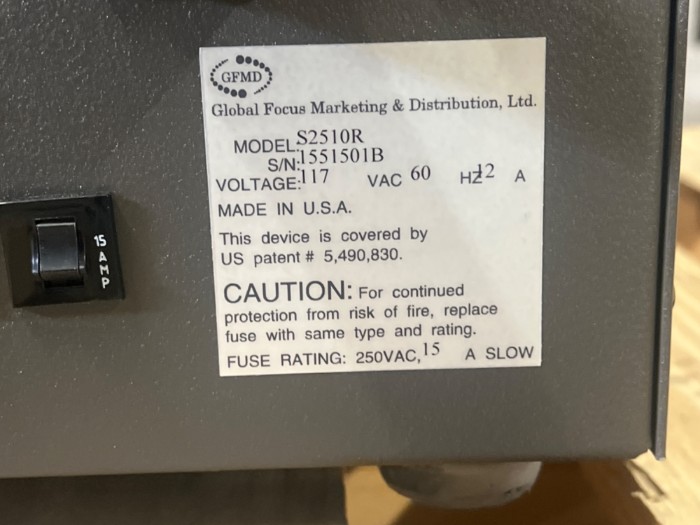 GFMD
Global Focus Marketing & Distribution, Ltd.
MODEL: S2510R
S/N: 1551501B
VOLTAGE: 117 VAC 60 HZ 12 A
MADE IN U.S.A.
This device is covered by
US patent # 5,490,830.
CAUTION: For continued
protection from risk of fire, replace
fuse with same type and rating.
FUSE RATING: 250VAC, 15 A SLOW
15
A
M
P